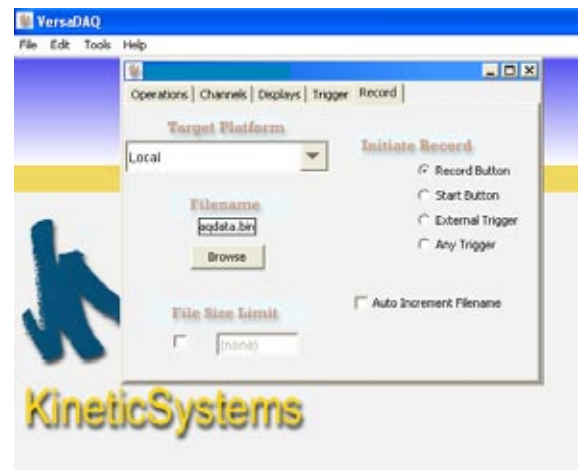 VersaDAQ
File Edit Tools Help
Operations Channels Displays Trigger Record
Target Platform
Local
Initiate Record
Record Button
Start Button
External Trigger
Any Trigger
Filename
aqdata.bin
Browse
Auto Increment Filename
File Size Limit
(none)
KineticSystems